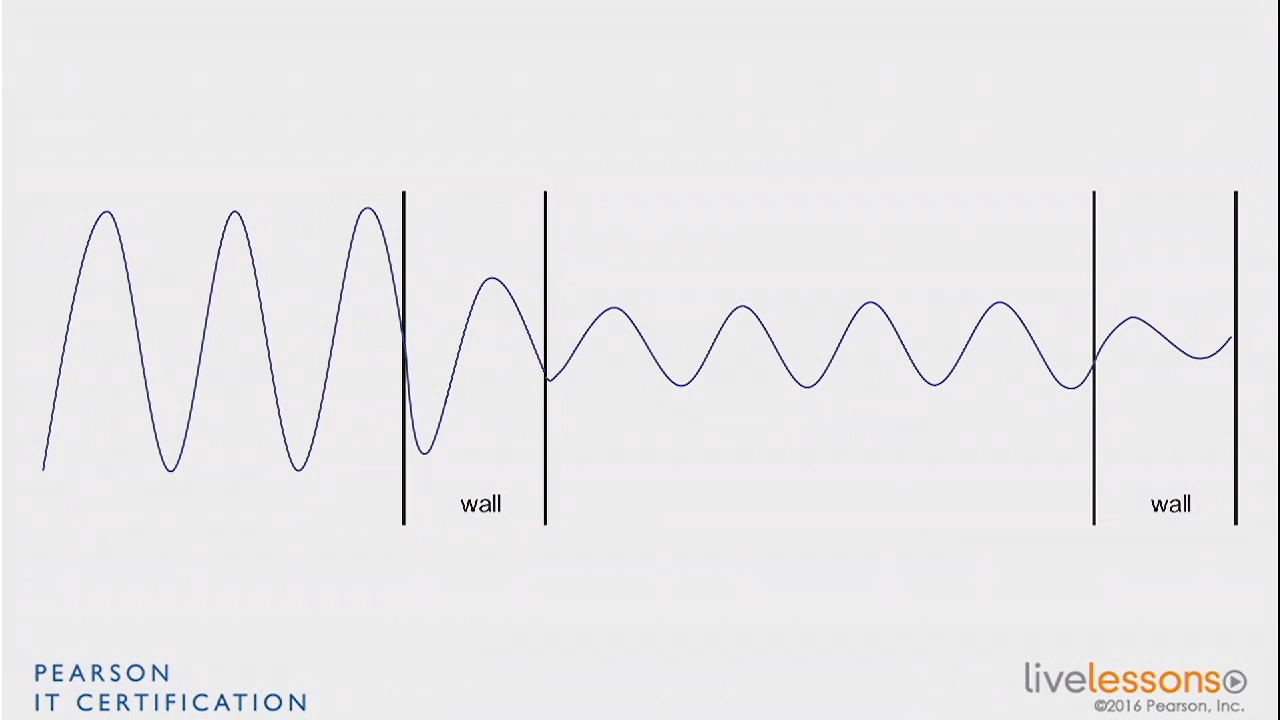 wall
wall
PEARSON
IT CERTIFICATION
livelessons
©2016 Pearson, Inc.